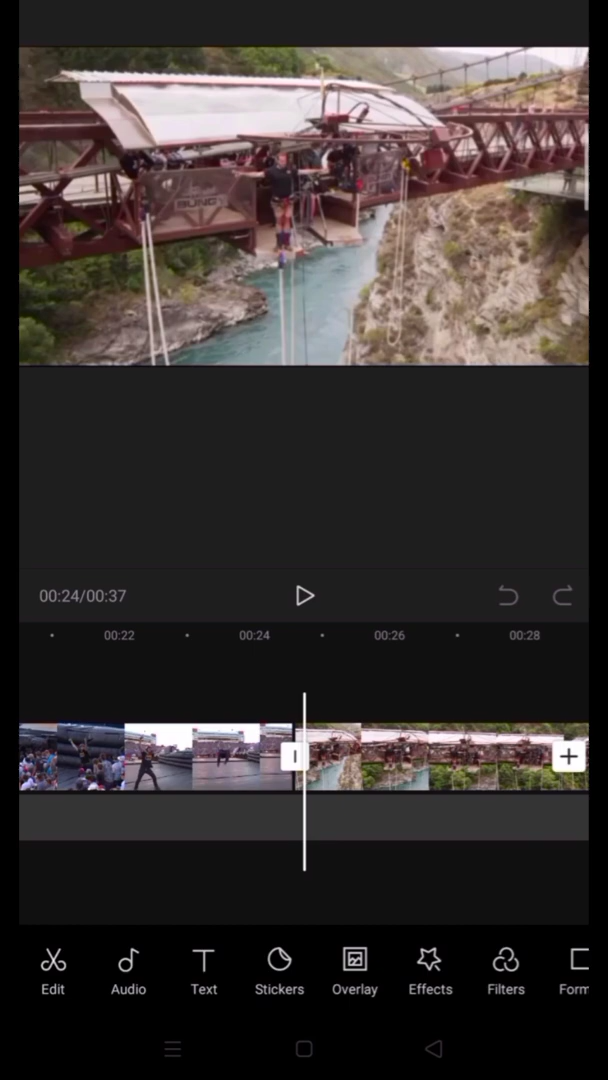 BUNGY
00:24/00:37
00:22
00:24
00:26
00:28
Edit
Audio
Text
Stickers
Overlay
Effects
Filters
Form